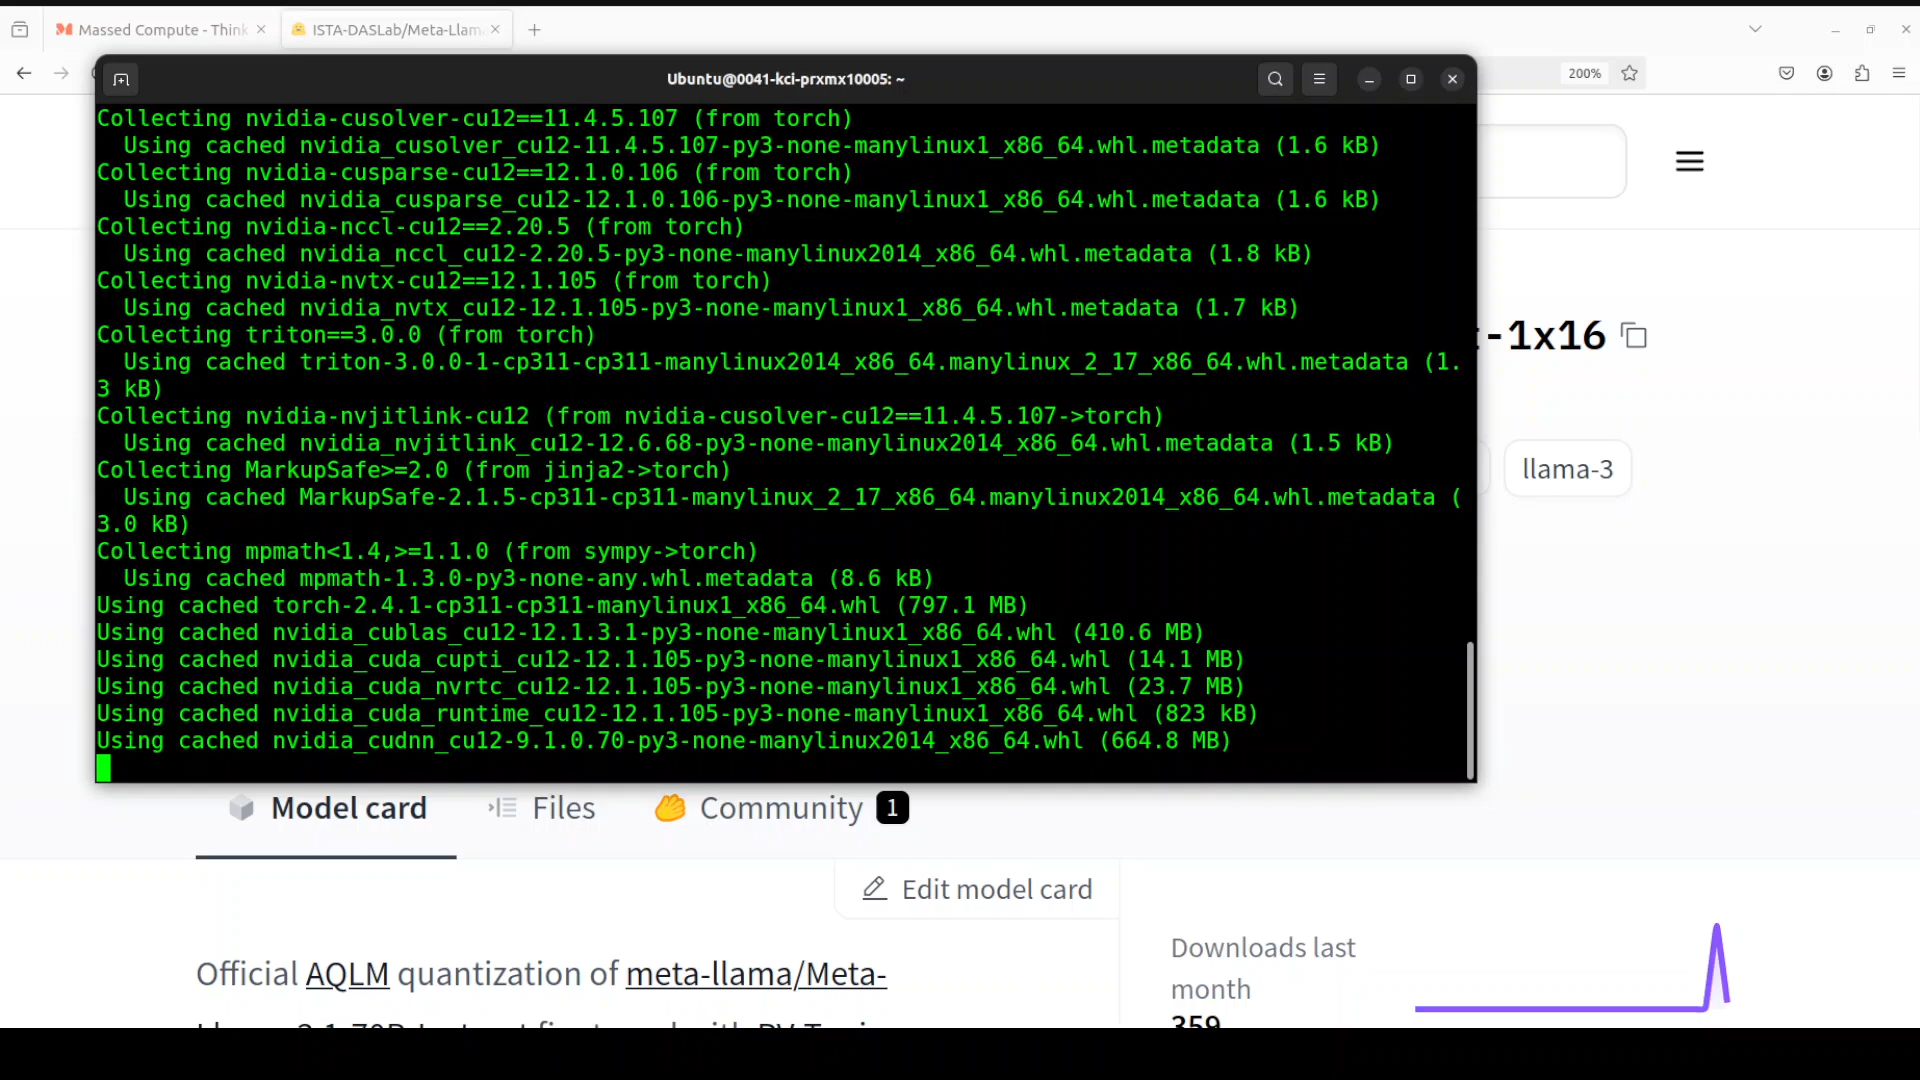 Massed Compute - Think
ISTA-DASLab/Meta-Llam
200%
Ubuntu@0041-kci-prxmx10005: ~
Collecting nvidia-cusolver-cu12==11.4.5.107 (from torch)
  Using cached nvidia_cusolver_cu12-11.4.5.107-py3-none-manylinux1_x86_64.whl.metadata (1.6 kB)
Collecting nvidia-cusparse-cu12==12.1.0.106 (from torch)
  Using cached nvidia_cusparse_cu12-12.1.0.106-py3-none-manylinux1_x86_64.whl.metadata (1.6 kB)
Collecting nvidia-nccl-cu12==2.20.5 (from torch)
  Using cached nvidia_nccl_cu12-2.20.5-py3-none-manylinux2014_x86_64.whl.metadata (1.8 kB)
Collecting nvidia-nvtx-cu12==12.1.105 (from torch)
  Using cached nvidia_nvtx_cu12-12.1.105-py3-none-manylinux1_x86_64.whl.metadata (1.7 kB)
Collecting triton==3.0.0 (from torch)
  Using cached triton-3.0.0-1-cp311-cp311-manylinux2014_x86_64.manylinux_2_17_x86_64.whl.metadata (1.
3 kB)
Collecting nvidia-nvjitlink-cu12 (from nvidia-cusolver-cu12==11.4.5.107->torch)
  Using cached nvidia_nvjitlink_cu12-12.6.68-py3-none-manylinux2014_x86_64.whl.metadata (1.5 kB)
Collecting MarkupSafe>=2.0 (from jinja2->torch)
  Using cached MarkupSafe-2.1.5-cp311-cp311-manylinux_2_17_x86_64.manylinux2014_x86_64.whl.metadata (
3.0 kB)
Collecting mpmath<1.4,>=1.1.0 (from sympy->torch)
  Using cached mpmath-1.3.0-py3-none-any.whl.metadata (8.6 kB)
Using cached torch-2.4.1-cp311-cp311-manylinux1_x86_64.whl (797.1 MB)
Using cached nvidia_cublas_cu12-12.1.3.1-py3-none-manylinux1_x86_64.whl (410.6 MB)
Using cached nvidia_cuda_cupti_cu12-12.1.105-py3-none-manylinux1_x86_64.whl (14.1 MB)
Using cached nvidia_cuda_nvrtc_cu12-12.1.105-py3-none-manylinux1_x86_64.whl (23.7 MB)
Using cached nvidia_cuda_runtime_cu12-12.1.105-py3-none-manylinux1_x86_64.whl (823 kB)
Using cached nvidia_cudnn_cu12-9.1.0.70-py3-none-manylinux2014_x86_64.whl (664.8 MB)
-1x16
llama-3
Model card
Files
Community 1
Edit model card
Official AQLM quantization of meta-llama/Meta-
Downloads last
month
359